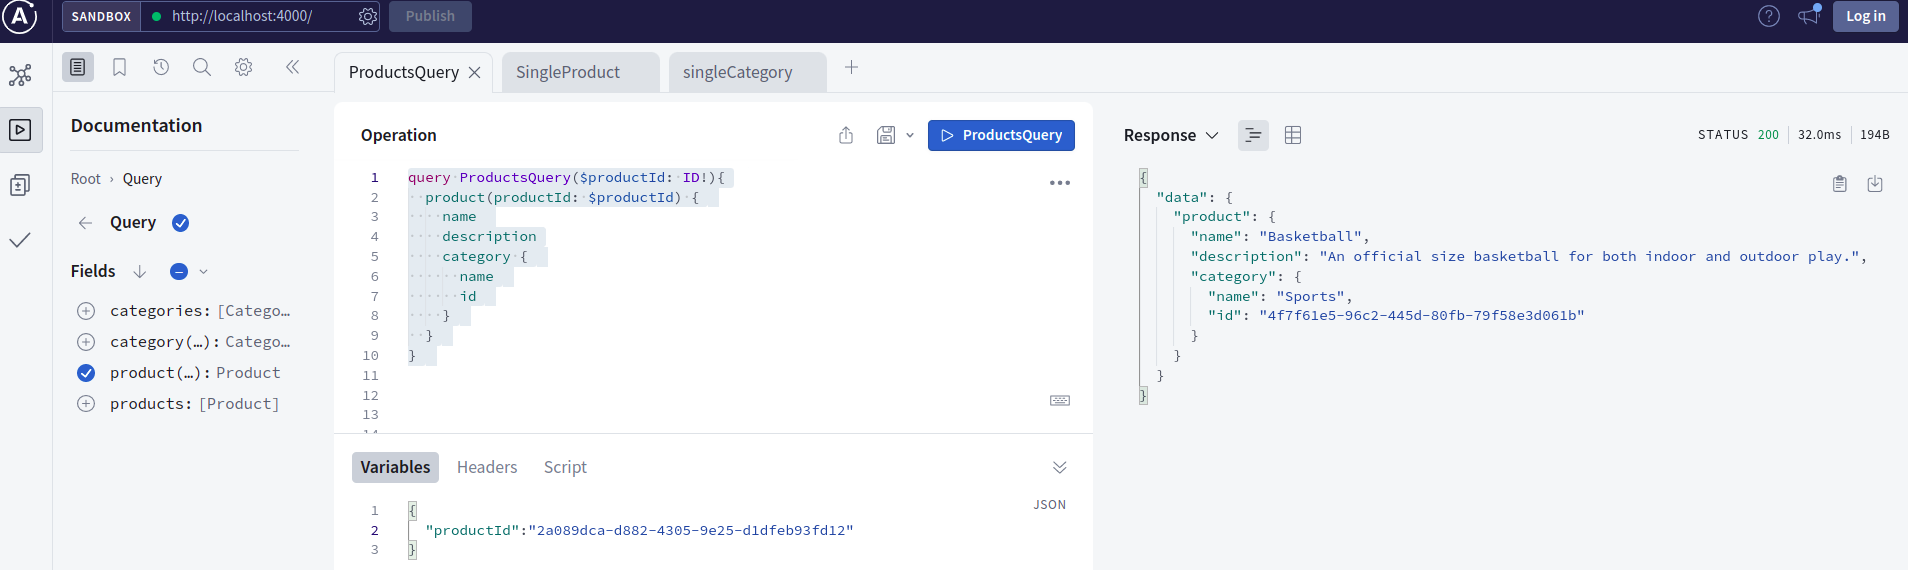 SANDBOX http://localhost:4000/ Publish Log in
ProductsQuery SingleProduct singleCategory
Documentation
Root › Query
Query
Fields
categories: [Catego…
category(…): Catego…
product(…): Product
products: [Product]
Operation ProductsQuery
1 query ProductsQuery($productId: ID!){
2 product(productId: $productId) {
3 name
4 description
5 category {
6 name
7 id
8 }
9 }
10 }
11
12
13
14
Variables Headers Script
JSON
1 {
2 "productId":"2a089dca-d882-4305-9e25-d1dfeb93fd12"
3 }
Response STATUS 200 32.0ms 194B
{
"data": {
"product": {
"name": "Basketball",
"description": "An official size basketball for both indoor and outdoor play.",
"category": {
"name": "Sports",
"id": "4f7f61e5-96c2-445d-80fb-79f58e3d061b"
}
}
}
}